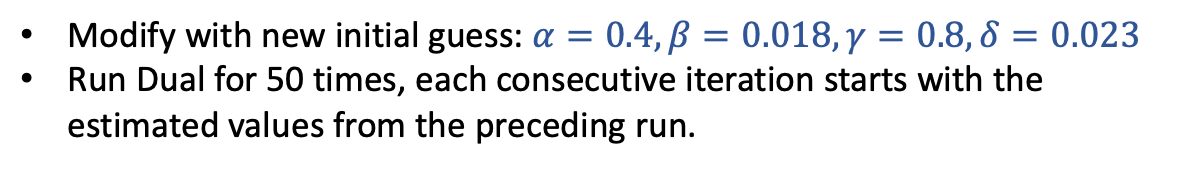 • Modify with new initial guess: α = 0.4, β = 0.018, γ = 0.8, δ = 0.023
• Run Dual for 50 times, each consecutive iteration starts with the
estimated values from the preceding run.